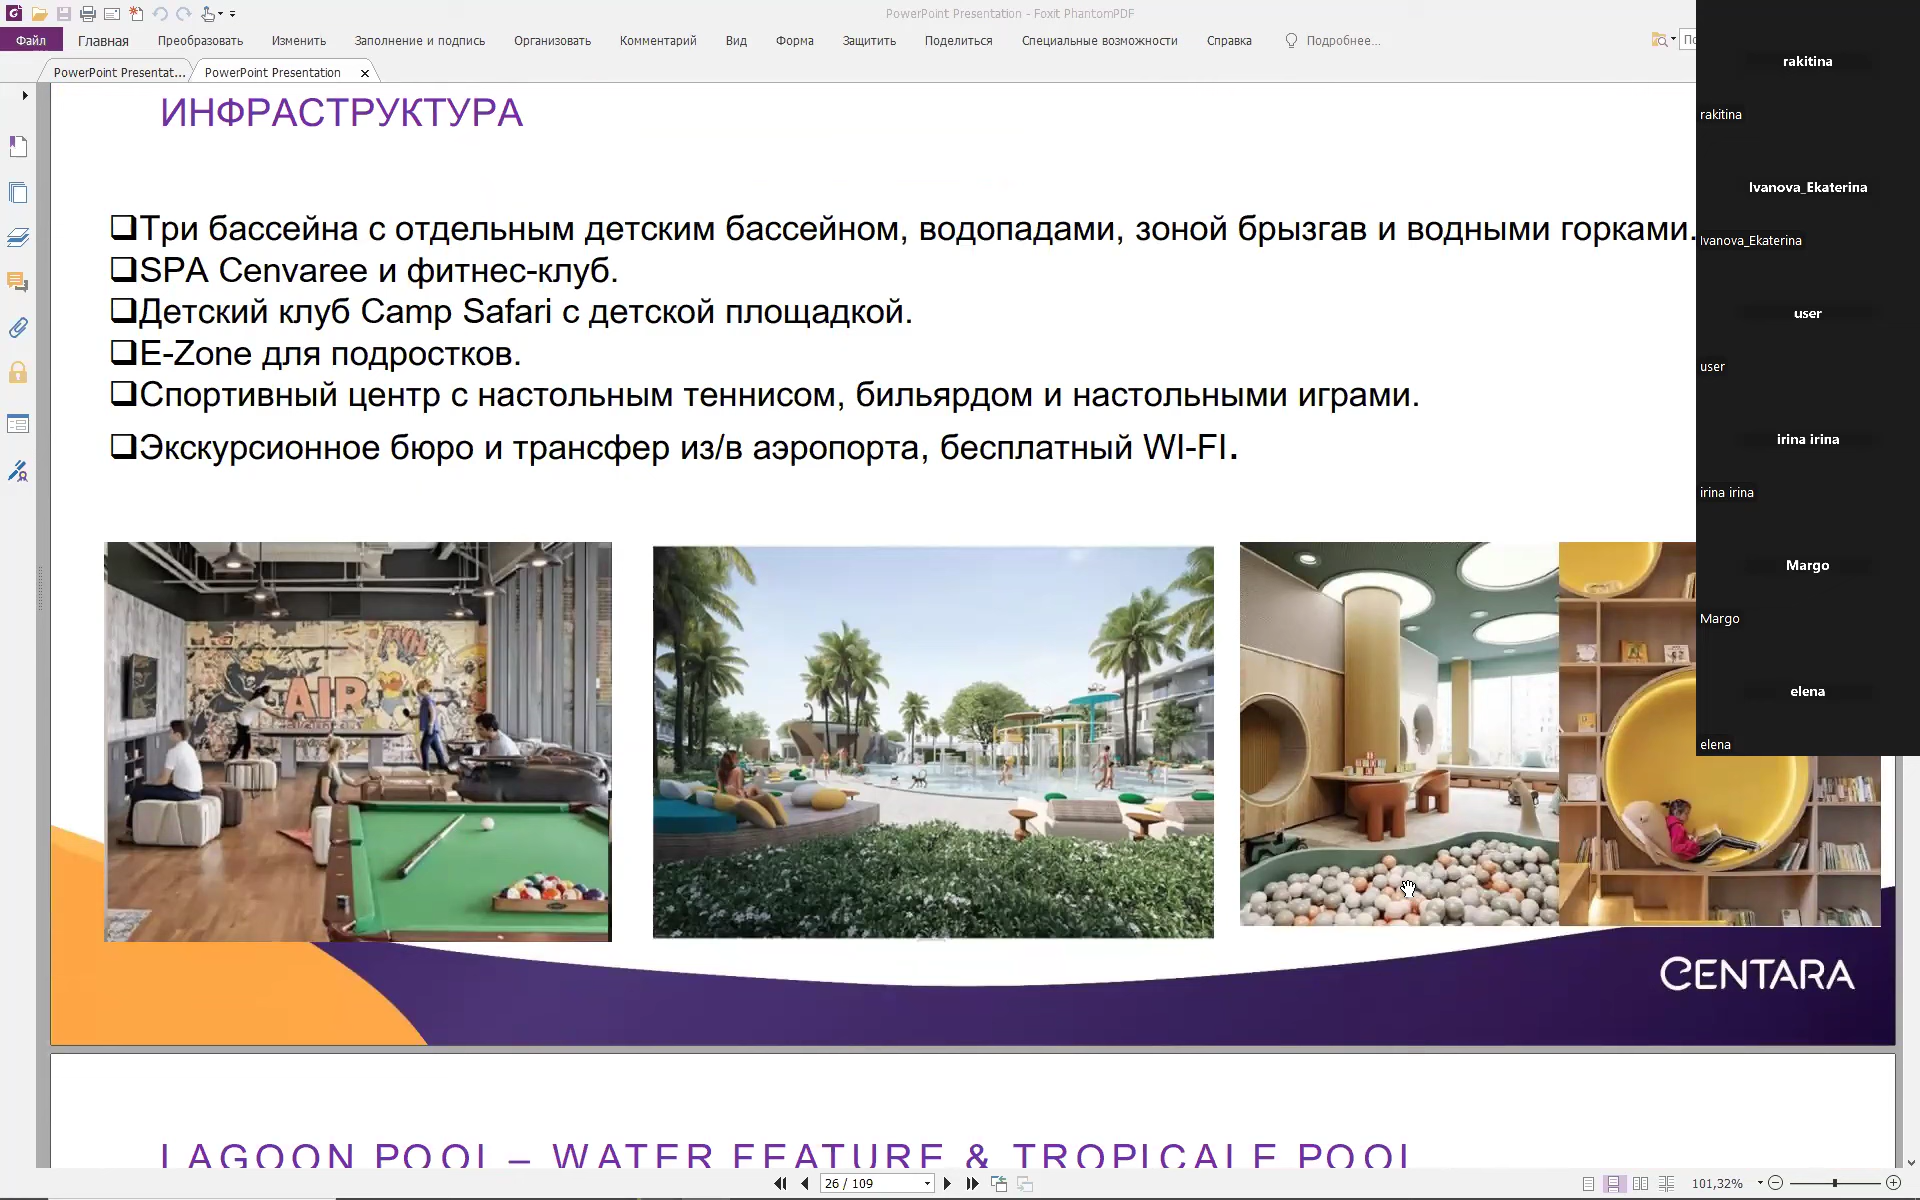 PowerPoint Presentation - Foxit PhantomPDF
Файл Главная Преобразовать Изменить Заполнение и подпись Организовать Комментарий Вид Форма Защитить Поделиться Специальные возможности Справка Подробнее...
PowerPoint Presentat... PowerPoint Presentation
ИНФРАСТРУКТУРА
Три бассейна с отдельным детским бассейном, водопадами, зоной брызгав и водными горками.
SPA Cenvaree и фитнес-клуб.
Детский клуб Camp Safari с детской площадкой.
E-Zone для подростков.
Спортивный центр с настольным теннисом, бильярдом и настольными играми.
Экскурсионное бюро и трансфер из/в аэропорта, бесплатный WI-FI.
AIR
CENTARA
LAGOON POOL – WATER FEATURE & TROPICALE POOL
26 / 109
101,32%
rakitina
rakitina
Ivanova_Ekaterina
Ivanova_Ekaterina
user
user
irina irina
irina irina
Margo
Margo
elena
elena